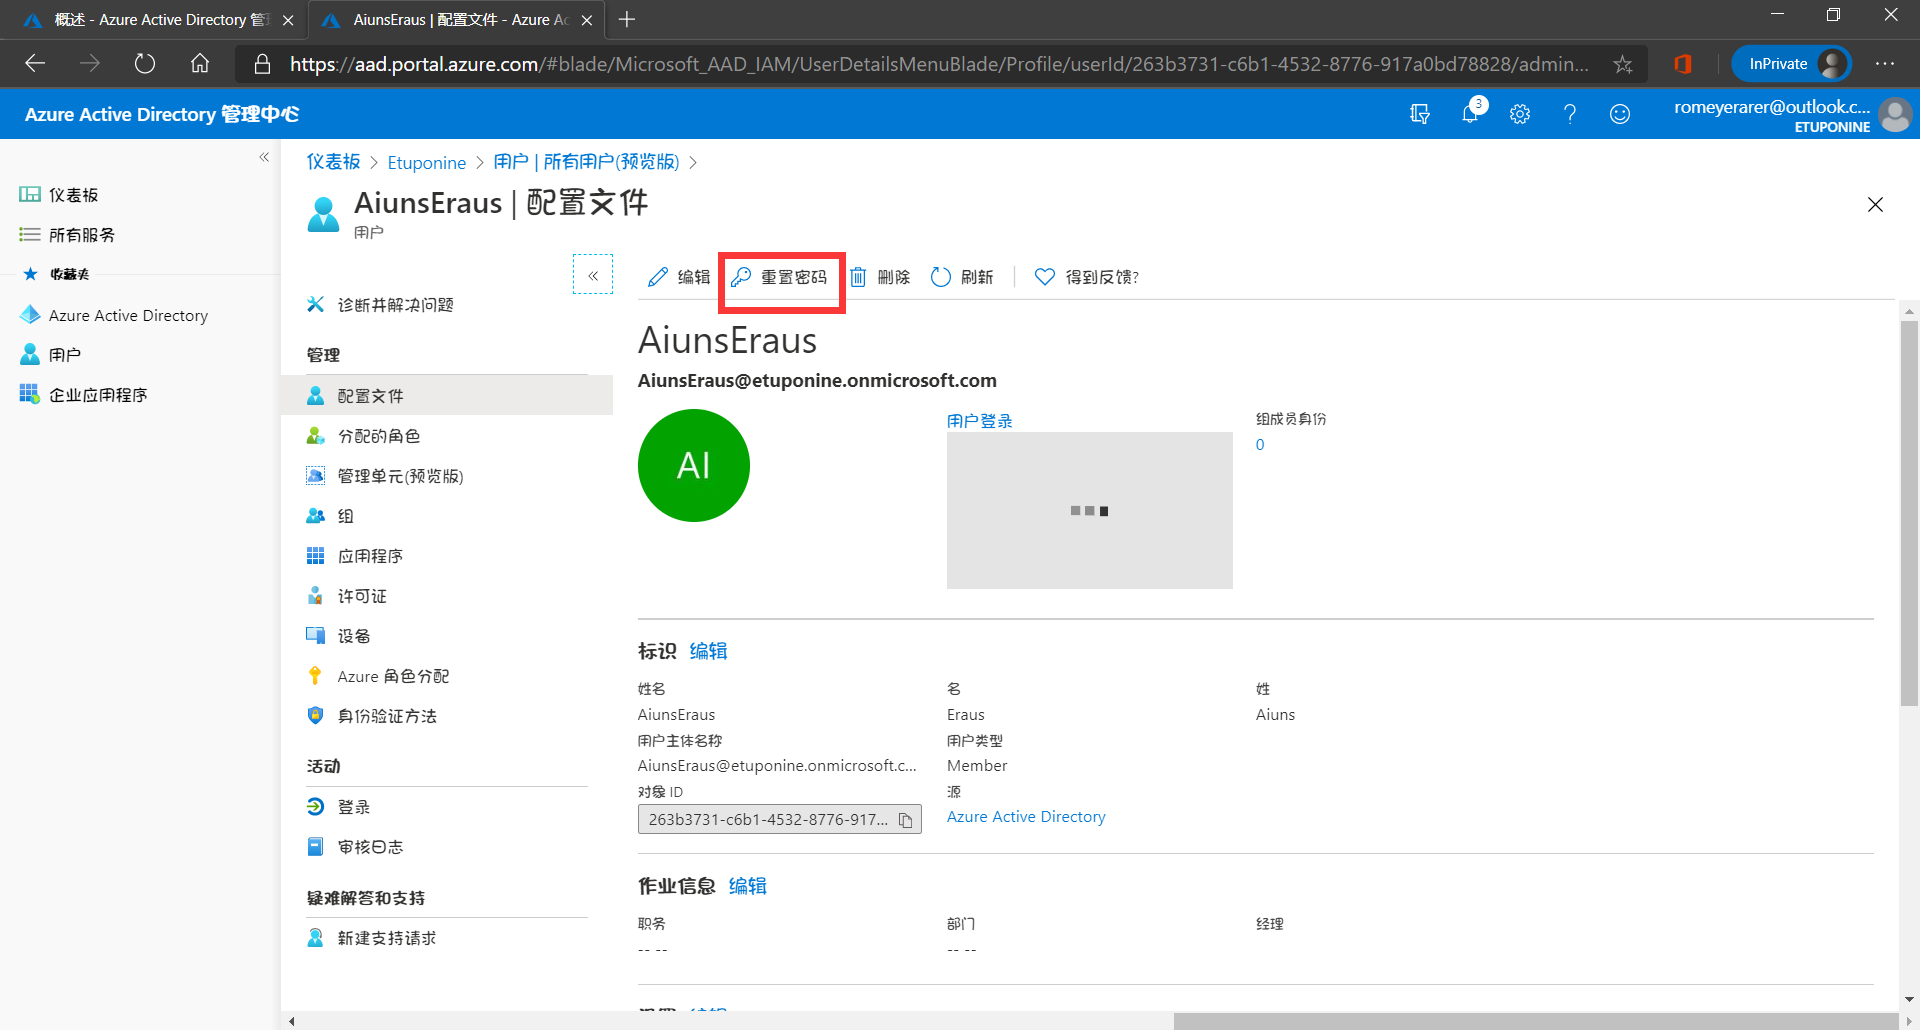 概述 - Azure Active Directory 管理
AiunsEraus | 配置文件 - Azure Ac
https://aad.portal.azure.com/#blade/Microsoft_AAD_IAM/UserDetailsMenuBlade/Profile/userId/263b3731-c6b1-4532-8776-917a0bd78828/admin...
InPrivate
Azure Active Directory 管理中心
3
romeyerarer@outlook.c...
ETUPONINE
仪表板
所有服务
收藏夹
Azure Active Directory
用户
企业应用程序
仪表板 > Etuponine > 用户 | 所有用户(预览版) >
AiunsEraus | 配置文件
用户
诊断并解决问题
管理
配置文件
分配的角色
管理单元(预览版)
组
应用程序
许可证
设备
Azure 角色分配
身份验证方法
活动
登录
审核日志
疑难解答和支持
新建支持请求
编辑 重置密码 删除 刷新 得到反馈?
AiunsEraus
AiunsEraus@etuponine.onmicrosoft.com
AI
用户登录
组成员身份
0
标识 编辑
姓名 名 姓
AiunsEraus Eraus Aiuns
用户主体名称 用户类型
AiunsEraus@etuponine.onmicrosoft.c... Member
对象 ID 源
263b3731-c6b1-4532-8776-917... Azure Active Directory
作业信息 编辑
职务 部门 经理
-- -- -- --